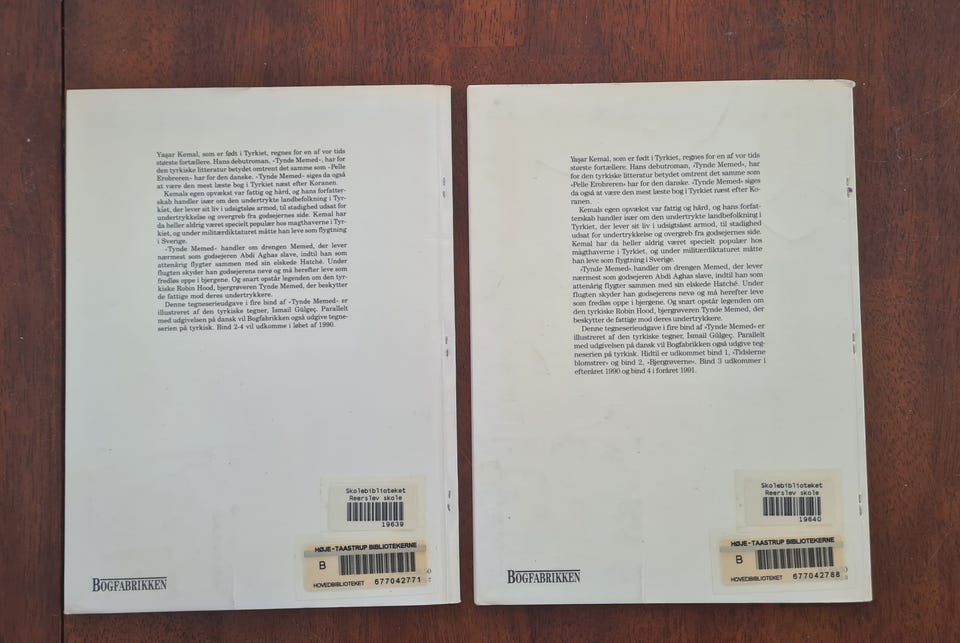 Yaşar Kemal, som er født i Tyrkiet, regnes for en af vor tids
største fortællere. Hans debutroman, »Tynde Memed«, har for
den tyrkiske litteratur betydet omtrent det samme som »Pelle
Erobreren« har for den danske. »Tynde Memed« siges da også
at være den mest læste bog i Tyrkiet næst efter Koranen.
Kemals egen opvækst var fattig og hård, og hans forfatter-
skab handler især om den undertrykte landbefolkning i Tyr-
kiet, der lever sit liv i udsigtsløs armod, til stadighed udsat for
undertrykkelse og overgreb fra godsejernes side. Kemal har
da heller aldrig været specielt populær hos magthaverne i Tyr-
kiet, og under militærdiktaturet måtte han leve som flygtning
i Sverige.
»Tynde Memed« handler om drengen Memed, der lever
nærmest som godsejeren Abdi Aghas slave, indtil han som
attenårig flygter sammen med sin elskede Hatché. Under
flugten skyder han godsejerens nevø og må herefter leve som
fredløs oppe i bjergene. Og snart opstår legenden om den tyr-
kiske Robin Hood, bjergrøveren Tynde Memed, der beskytter
de fattige mod deres undertrykkere.
Denne tegneserieudgave i fire bind af »Tynde Memed« er
illustreret af den tyrkiske tegner, Ismail Gülgeç. Parallelt
med udgivelsen på dansk vil Bogfabrikken også udgive tegne-
serien på tyrkisk. Bind 2-4 vil udkomme i løbet af 1990.
Skolebiblioteket
Reerslev skole
19639
HØJE-TAASTRUP BIBLIOTEKERNE
B
HOVEDBIBLIOTEKET 677042771
BOGFABRIKKEN
Yaşar Kemal, som er født i Tyrkiet, regnes for en af vor tids
største fortællere. Hans debutroman, »Tynde Memed«, har
for den tyrkiske litteratur betydet omtrent det samme som
»Pelle Erobreren« har for den danske. »Tynde Memed« siges
da også at være den mest læste bog i Tyrkiet næst efter Ko-
ranen.
Kemals egen opvækst var fattig og hård, og hans forfat-
terskab handler især om den undertrykte landbefolkning i
Tyrkiet, der lever sit liv i udsigtsløs armod, til stadighed
udsat for undertrykkelse og overgreb fra godsejernes side.
Kemal har da heller aldrig været specielt populær hos
magthaverne i Tyrkiet, og under militærdiktaturet måtte
han leve som flygtning i Sverige.
»Tynde Memed« handler om drengen Memed, der lever
nærmest som godsejeren Abdi Aghas slave, indtil han som
attenårig flygter sammen med sin elskede Hatché. Under
flugten skyder han godsejerens nevø og må herefter leve
som fredløs oppe i bjergene. Og snart opstår legenden om
den tyrkiske Robin Hood, bjergrøveren Tynde Memed, der
beskytter de fattige mod deres undertrykkere.
Denne tegneserieudgave i fire bind af »Tynde Memed« er
illustreret af den tyrkiske tegner, Ismail Gülgeç. Parallelt
med udgivelsen på dansk vil Bogfabrikken også udgive teg-
neserien på tyrkisk. Hidtil er udkommet bind 1, »Tidslerne
blomstrer« og bind 2, »Bjergrøverne«. Bind 3 udkommer i
efteråret 1990 og bind 4 i foråret 1991.
Skolebiblioteket
Reerslev skole
19640
HØJE-TAASTRUP BIBLIOTEKERNE
B
HOVEDBIBLIOTEKET 677042788
BOGFABRIKKEN